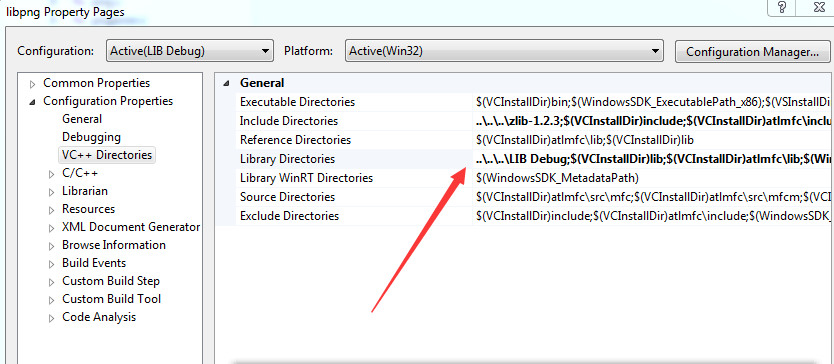 libpng Property Pages
?
Configuration: Active(LIB Debug) Platform: Active(Win32) Configuration Manager...
Common Properties
Configuration Properties
General
Debugging
VC++ Directories
C/C++
Librarian
Resources
XML Document Generator
Browse Information
Build Events
Custom Build Step
Custom Build Tool
Code Analysis
General
Executable Directories $(VCInstallDir)bin;$(WindowsSDK_ExecutablePath_x86);$(VSInstallDir
Include Directories ..\..\..\zlib-1.2.3;$(VCInstallDir)include;$(VCInstallDir)atlmfc\inclu
Reference Directories $(VCInstallDir)atlmfc\lib;$(VCInstallDir)lib
Library Directories ..\..\..\LIB Debug;$(VCInstallDir)lib;$(VCInstallDir)atlmfc\lib;$(Win
Library WinRT Directories $(WindowsSDK_MetadataPath)
Source Directories $(VCInstallDir)atlmfc\src\mfc;$(VCInstallDir)atlmfc\src\mfcm;$(VCI
Exclude Directories $(VCInstallDir)include;$(VCInstallDir)atlmfc\include;$(WindowsSDK_